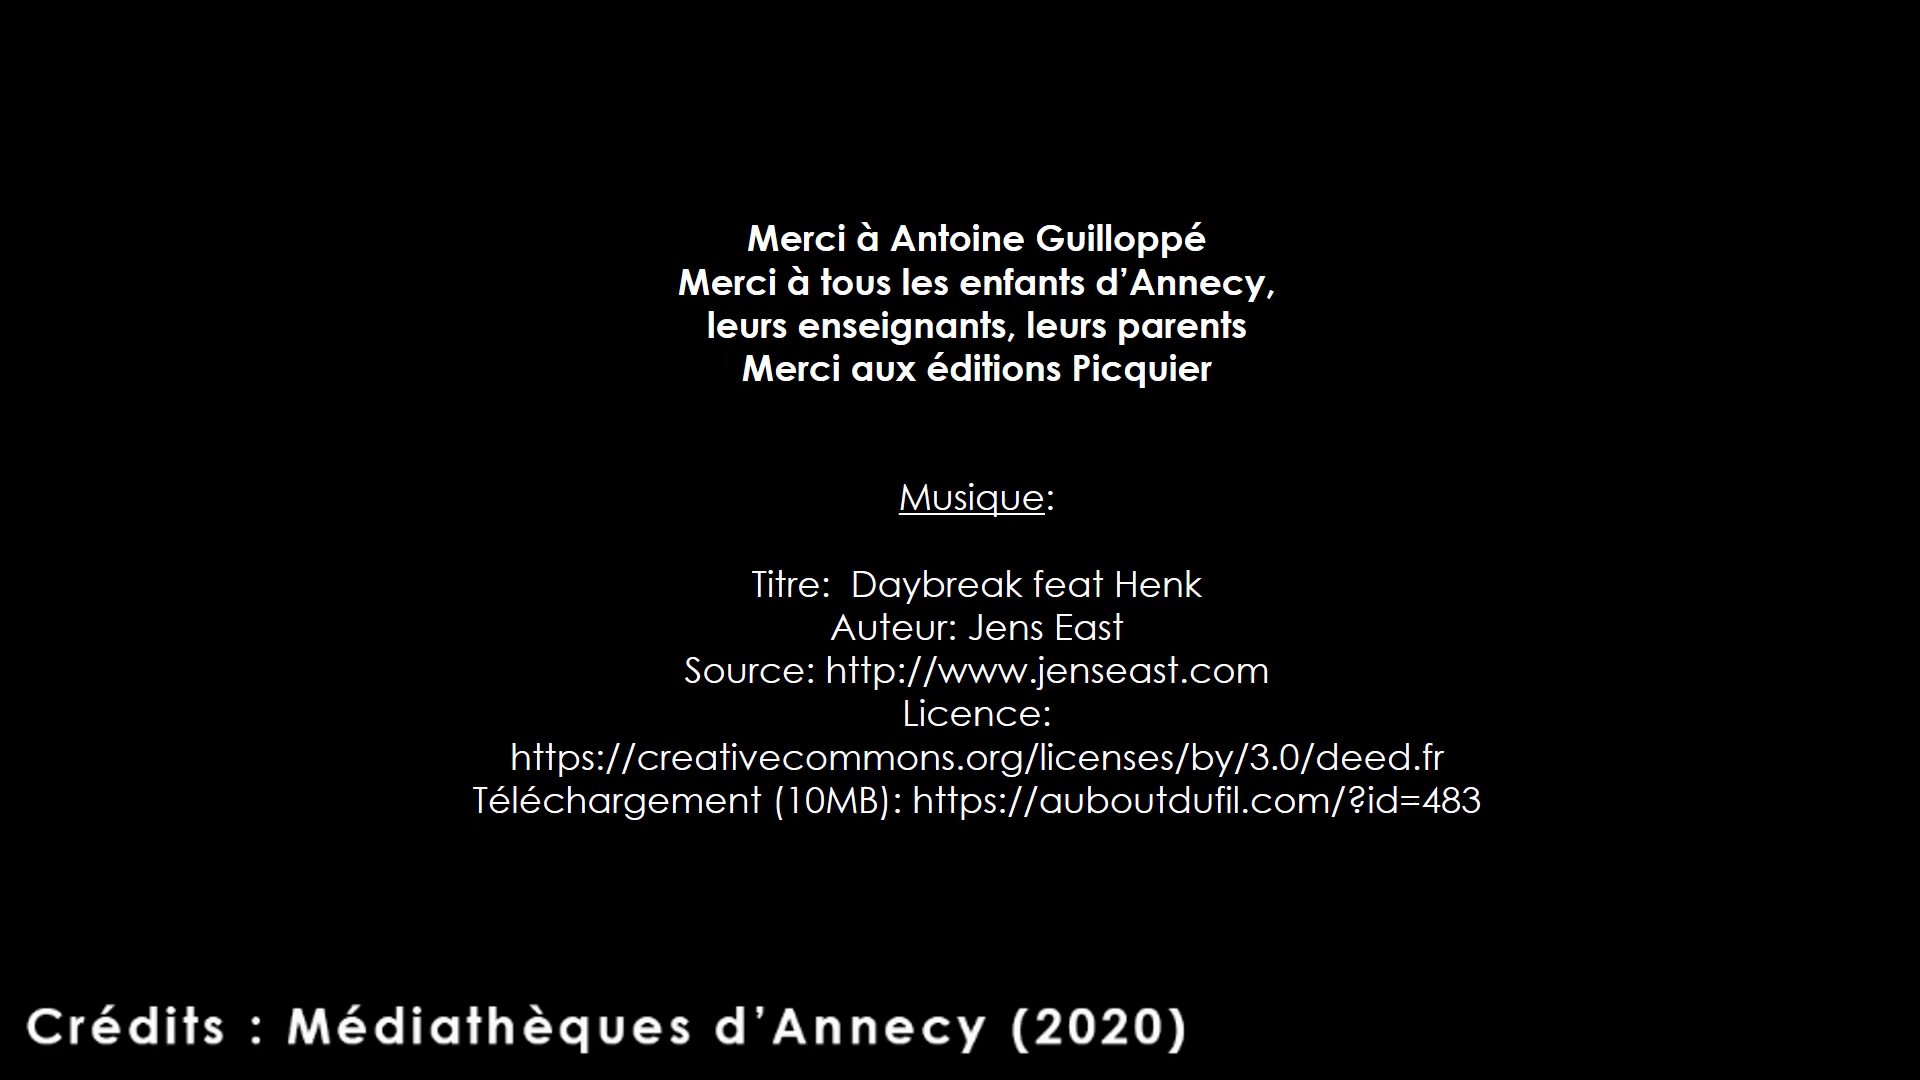 Merci à Antoine Guilloppé
Merci à tous les enfants d’Annecy,
leurs enseignants, leurs parents
Merci aux éditions Picquier
Musique:
Titre:  Daybreak feat Henk
Auteur: Jens East
Source: http://www.jenseast.com
Licence:
https://creativecommons.org/licenses/by/3.0/deed.fr
Téléchargement (10MB): https://auboutdufil.com/?id=483
Crédits : Médiathèques d’Annecy (2020)